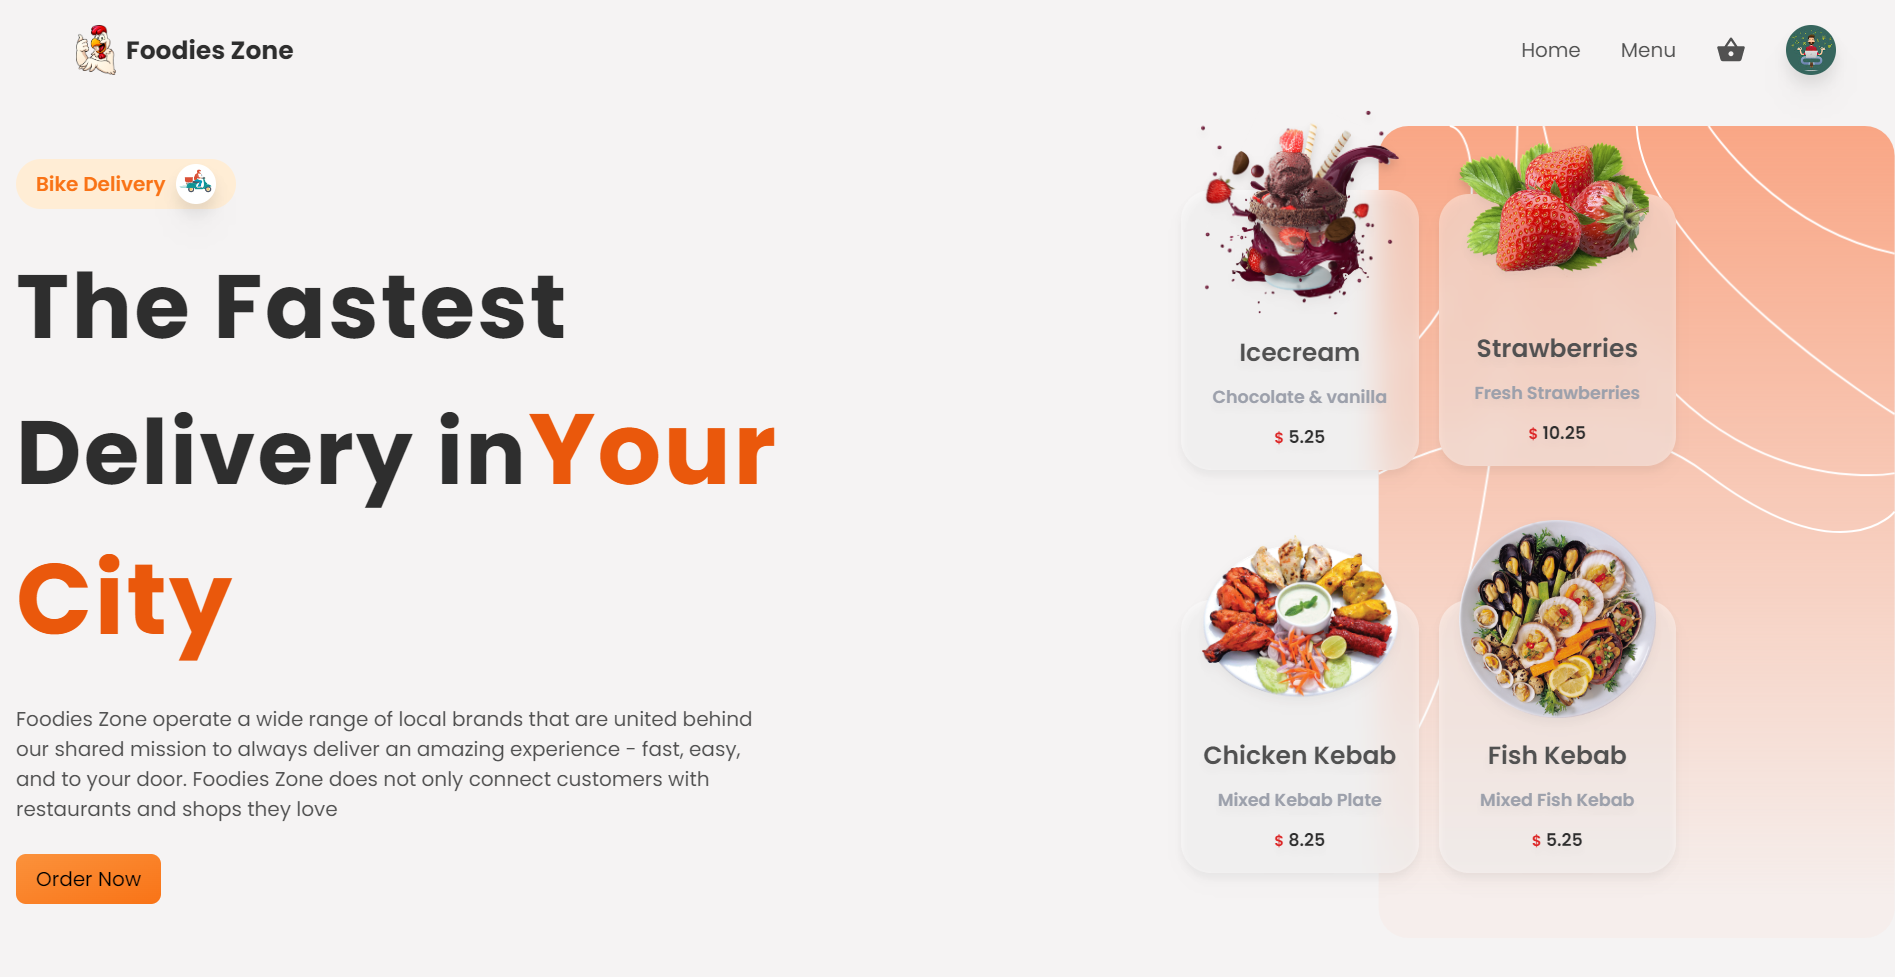 Foodies Zone
Home
Menu
Bike Delivery
The Fastest
Delivery in Your
City
Foodies Zone operate a wide range of local brands that are united behind
our shared mission to always deliver an amazing experience - fast, easy,
and to your door. Foodies Zone does not only connect customers with
restaurants and shops they love
Order Now
Icecream
Chocolate & vanilla
$ 5.25
Strawberries
Fresh Strawberries
$ 10.25
Chicken Kebab
Mixed Kebab Plate
$ 8.25
Fish Kebab
Mixed Fish Kebab
$ 5.25